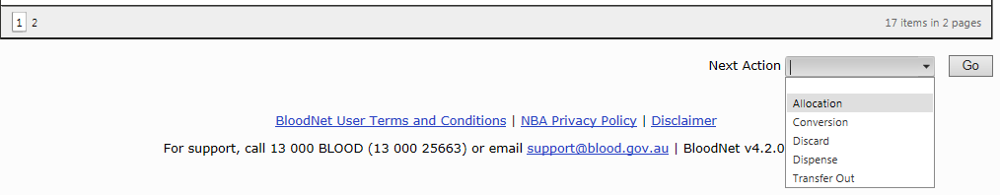 1 2 17 items in 2 pages
Next Action Go
Allocation
BloodNet User Terms and Conditions | NBA Privacy Policy | Disclaimer
Conversion
Discard
For support, call 13 000 BLOOD (13 000 25663) or email support@blood.gov.au | BloodNet v4.2.0
Dispense
Transfer Out